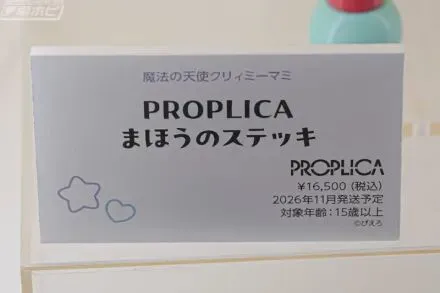 魔法の天使クリィミーマミ
PROPLICA
まほうのステッキ
PROPLICA
¥16,500（税込）
2026年11月発送予定
対象年齢：15歳以上
©ぴえろ